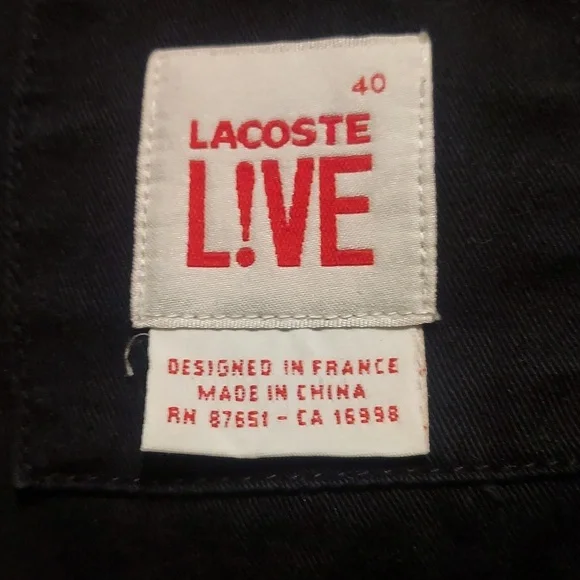 40
LACOSTE
L!VE
DESIGNED IN FRANCE
MADE IN CHINA
RN 87651 - CA 16998